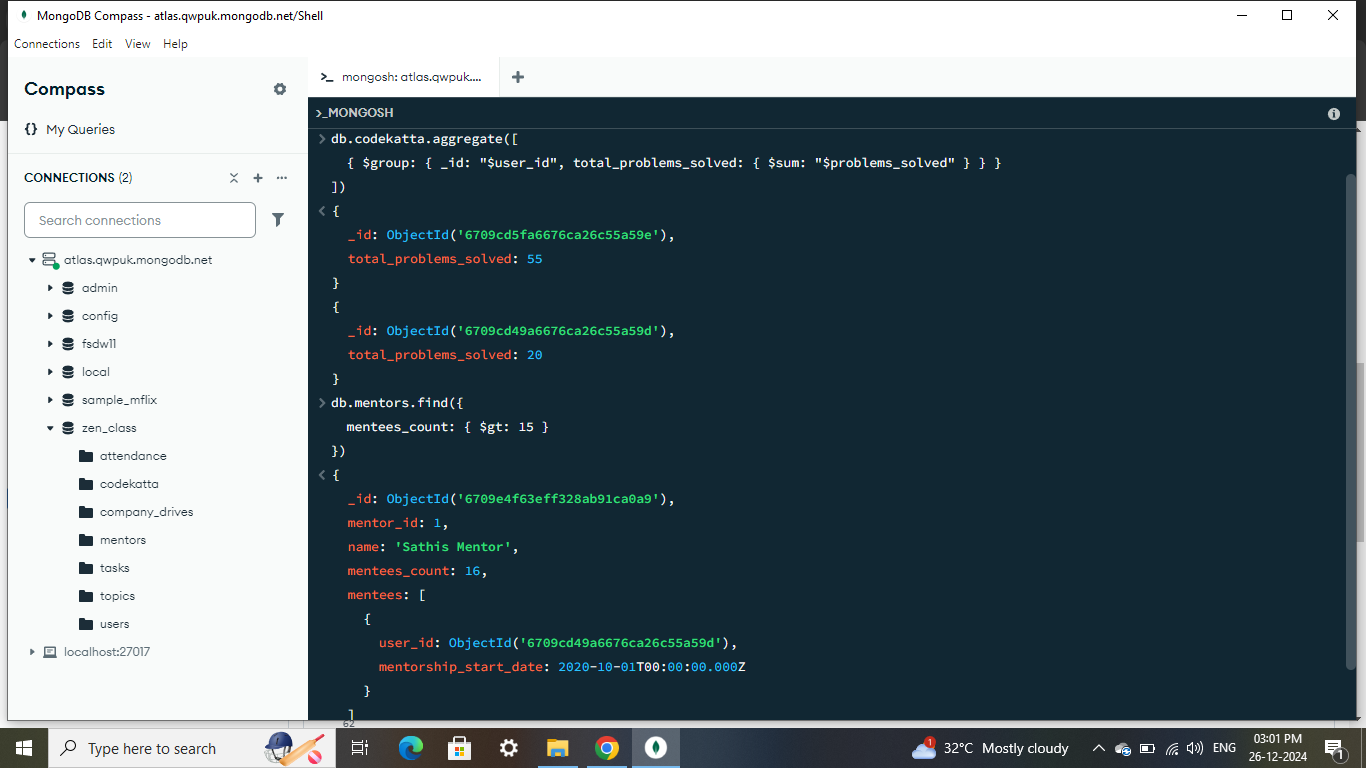 MongoDB Compass - atlas.qwpuk.mongodb.net/Shell
Connections Edit View Help
Compass
{} My Queries
CONNECTIONS (2)
Search connections
atlas.qwpuk.mongodb.net
admin
config
fsdw11
local
sample_mflix
zen_class
attendance
codekatta
company_drives
mentors
tasks
topics
users
localhost:27017
>_ mongosh: atlas.qwpuk....
>_MONGOSH
> db.codekatta.aggregate([
{ $group: { _id: "$user_id", total_problems_solved: { $sum: "$problems_solved" } } }
])
< {
_id: ObjectId('6709cd5fa6676ca26c55a59e'),
total_problems_solved: 55
}
{
_id: ObjectId('6709cd49a6676ca26c55a59d'),
total_problems_solved: 20
}
> db.mentors.find({
mentees_count: { $gt: 15 }
})
< {
_id: ObjectId('6709e4f63eff328ab91ca0a9'),
mentor_id: 1,
name: 'Sathis Mentor',
mentees_count: 16,
mentees: [
{
user_id: ObjectId('6709cd49a6676ca26c55a59d'),
mentorship_start_date: 2020-10-01T00:00:00.000Z
}
]
62
Type here to search
1
32°C Mostly cloudy
ENG
03:01 PM
26-12-2024
1